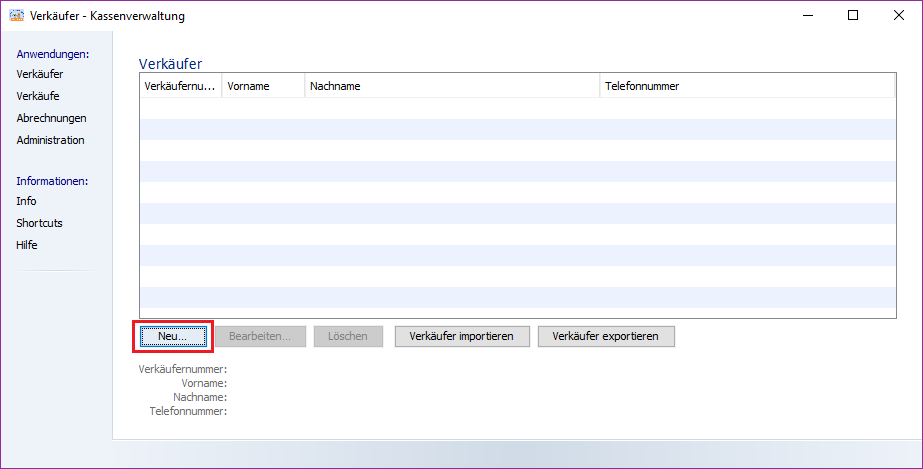 Verkäufer - Kassenverwaltung
Anwendungen:
Verkäufer
Verkäufe
Abrechnungen
Administration
Informationen:
Info
Shortcuts
Hilfe
Verkäufer
Verkäufernu... Vorname Nachname Telefonnummer
Neu... Bearbeiten... Löschen Verkäufer importieren Verkäufer exportieren
Verkäufernummer:
Vorname:
Nachname:
Telefonnummer: